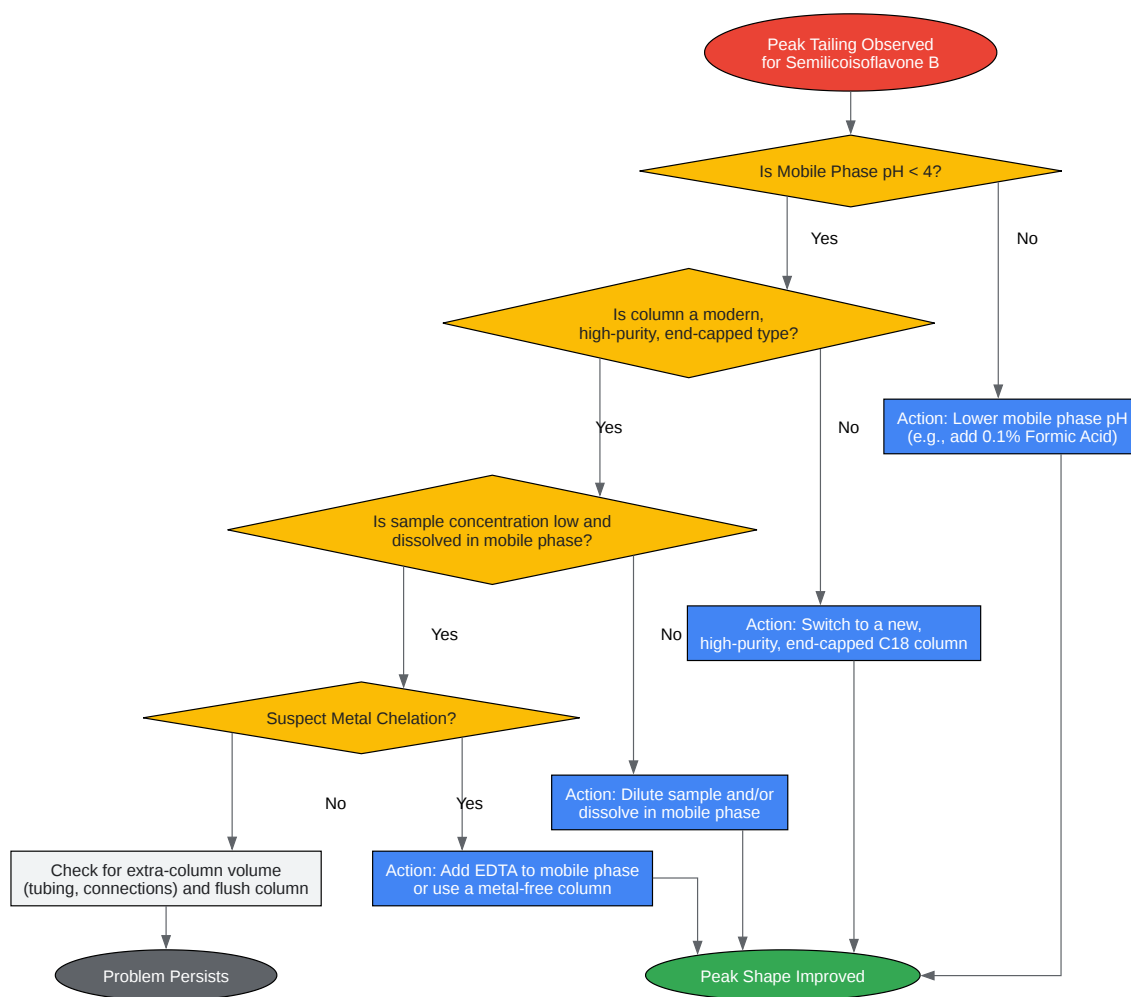 Peak Tailing Observed
for Semilicoisoflavone B
Is Mobile Phase pH < 4?
Yes
No
Is column a modern,
high-purity, end-capped type?
Action: Lower mobile phase pH
(e.g., add 0.1% Formic Acid)
Yes
No
Is sample concentration low and
dissolved in mobile phase?
Action: Switch to a new,
high-purity, end-capped C18 column
Yes
No
Suspect Metal Chelation?
Action: Dilute sample and/or
dissolve in mobile phase
No
Yes
Check for extra-column volume
(tubing, connections) and flush column
Action: Add EDTA to mobile phase
or use a metal-free column
Problem Persists
Peak Shape Improved